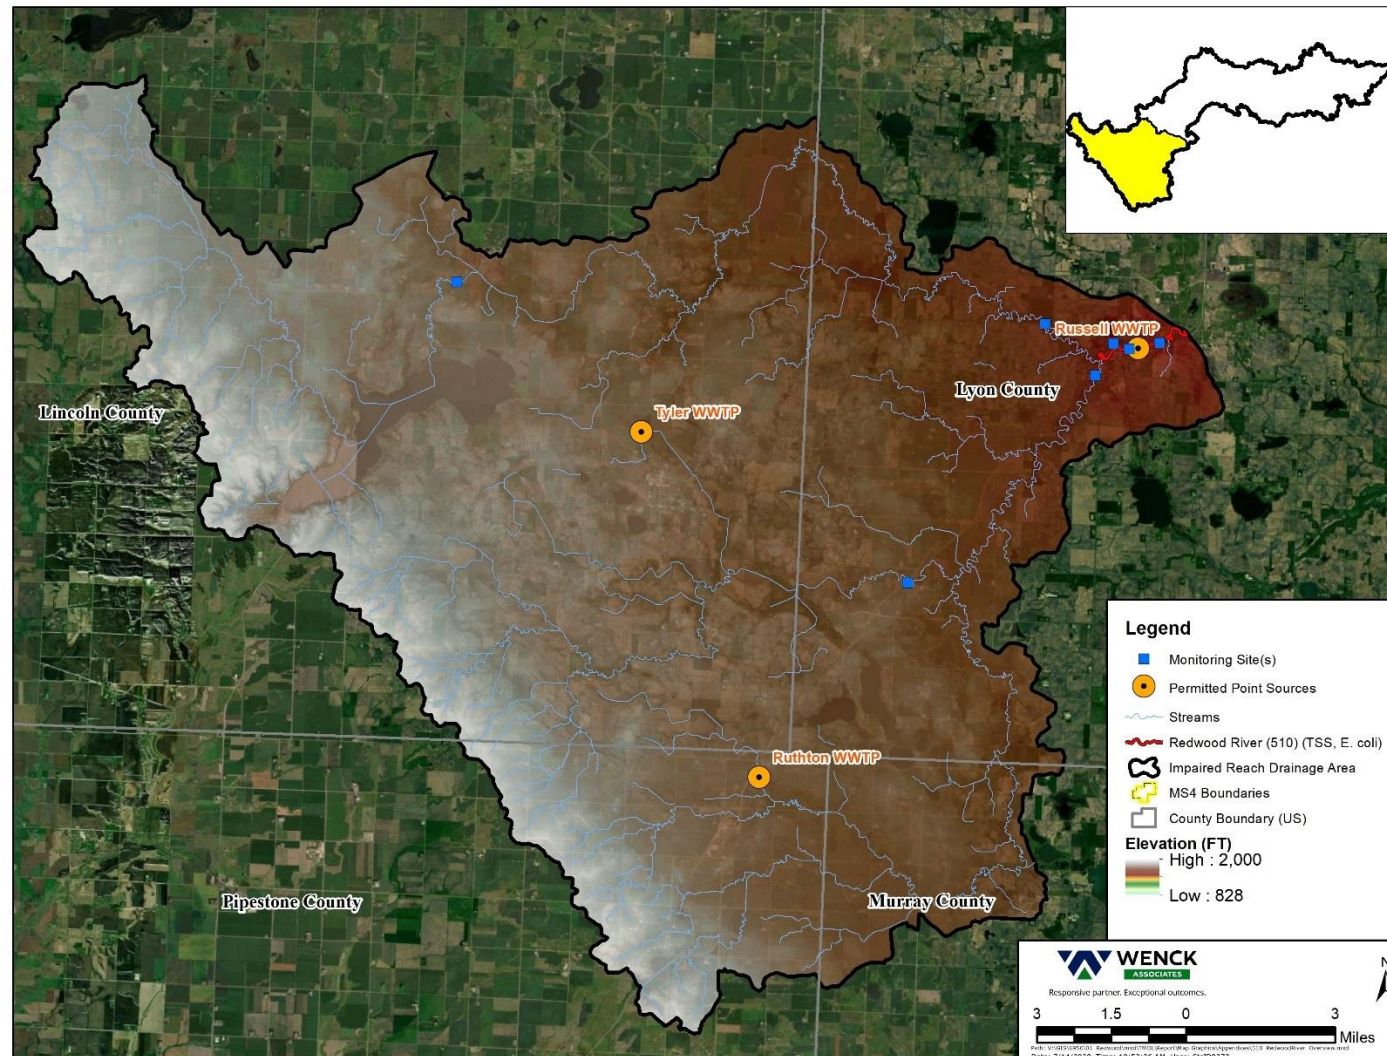 Russell WWTP
Lyon County
Lincoln County
Tyler WWTP
Ruthton WWTP
Pipestone County
Murray County
Legend
Monitoring Site(s)
Permitted Point Sources
Streams
Redwood River (510) (TSS, E. coli)
Impaired Reach Drainage Area
MS4 Boundaries
County Boundary (US)
Elevation (FT)
High : 2,000
Low : 828
WENCK
ASSOCIATES
Responsive partner. Exceptional outcomes.
N
3 1.5 0 3
Miles